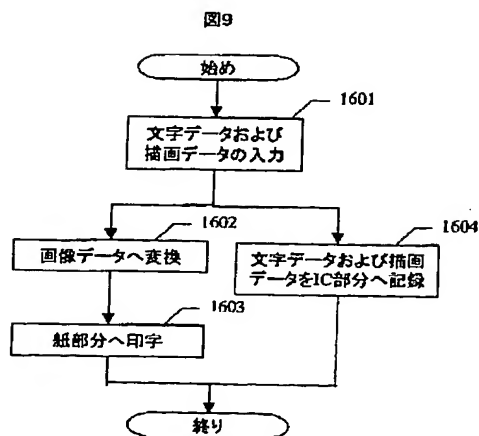 図9
始め
1601
文字データおよび
描画データの入力
1602
画像データへ変換
1604
文字データおよび描画
データをIC部分へ記録
1603
紙部分へ印字
終り